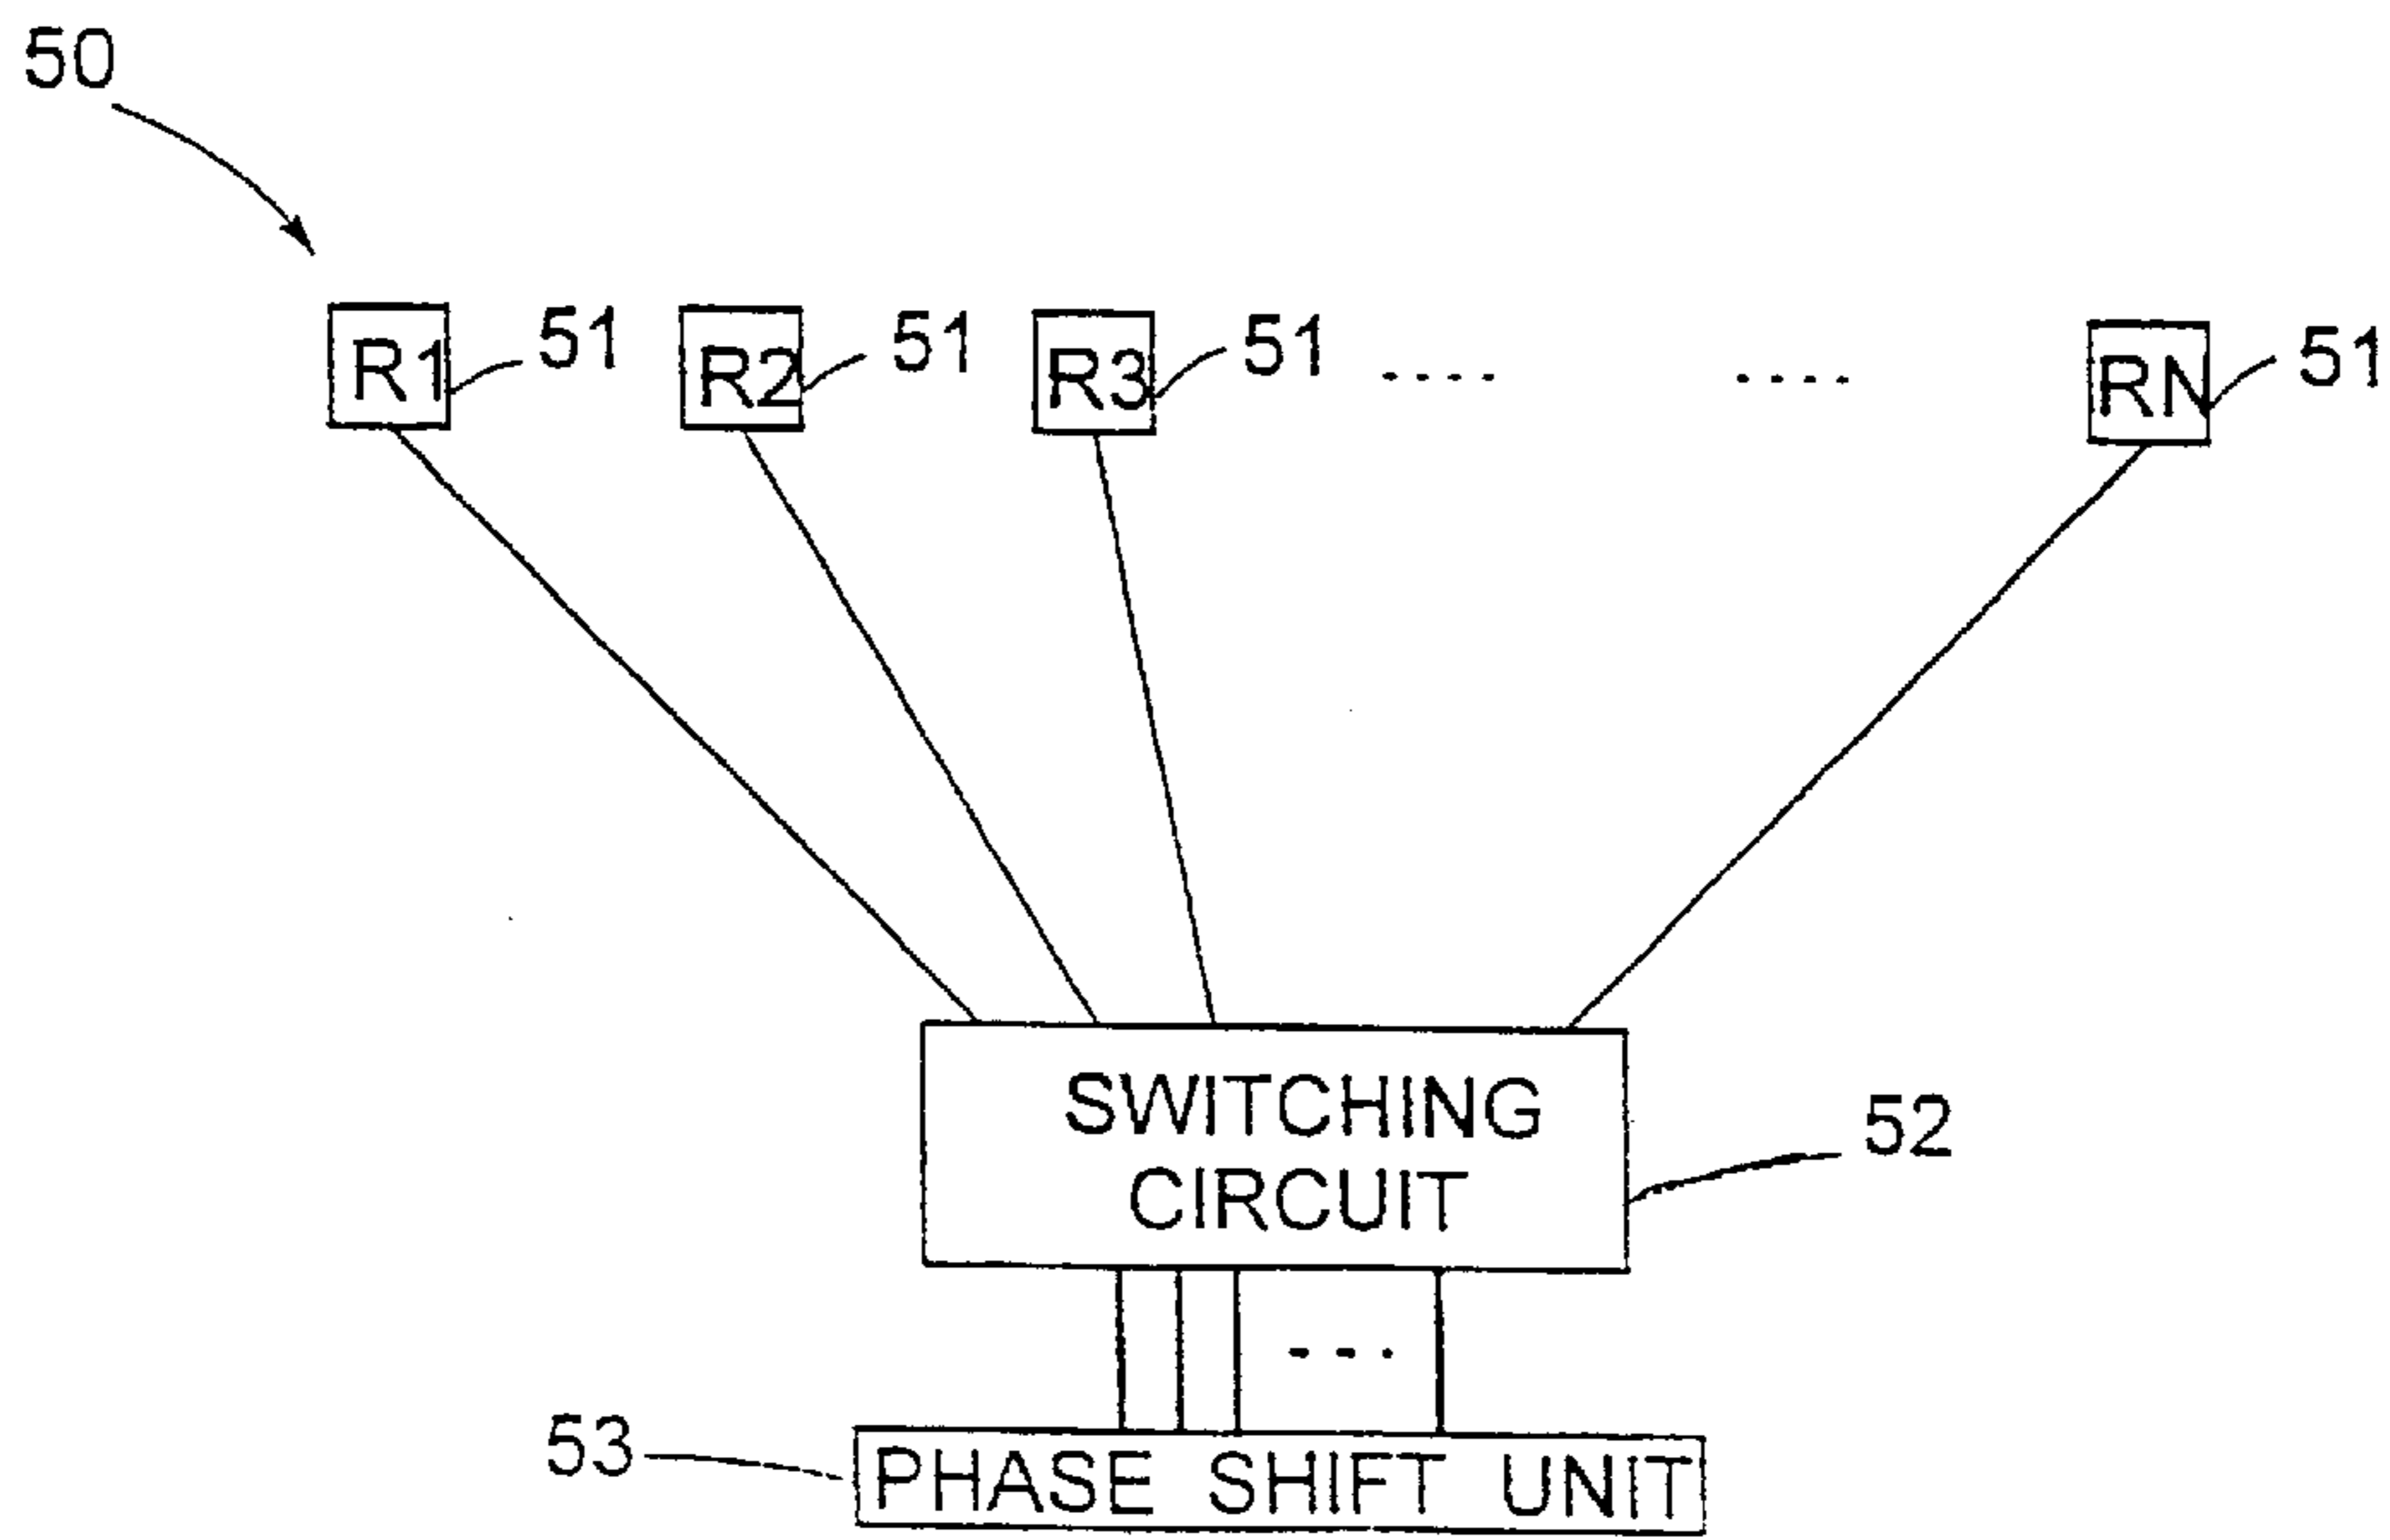 50
R1 51 R2 51 R3 51 .... .... RN 51
SWITCHING
CIRCUIT
52
...
53
PHASE SHIFT UNIT